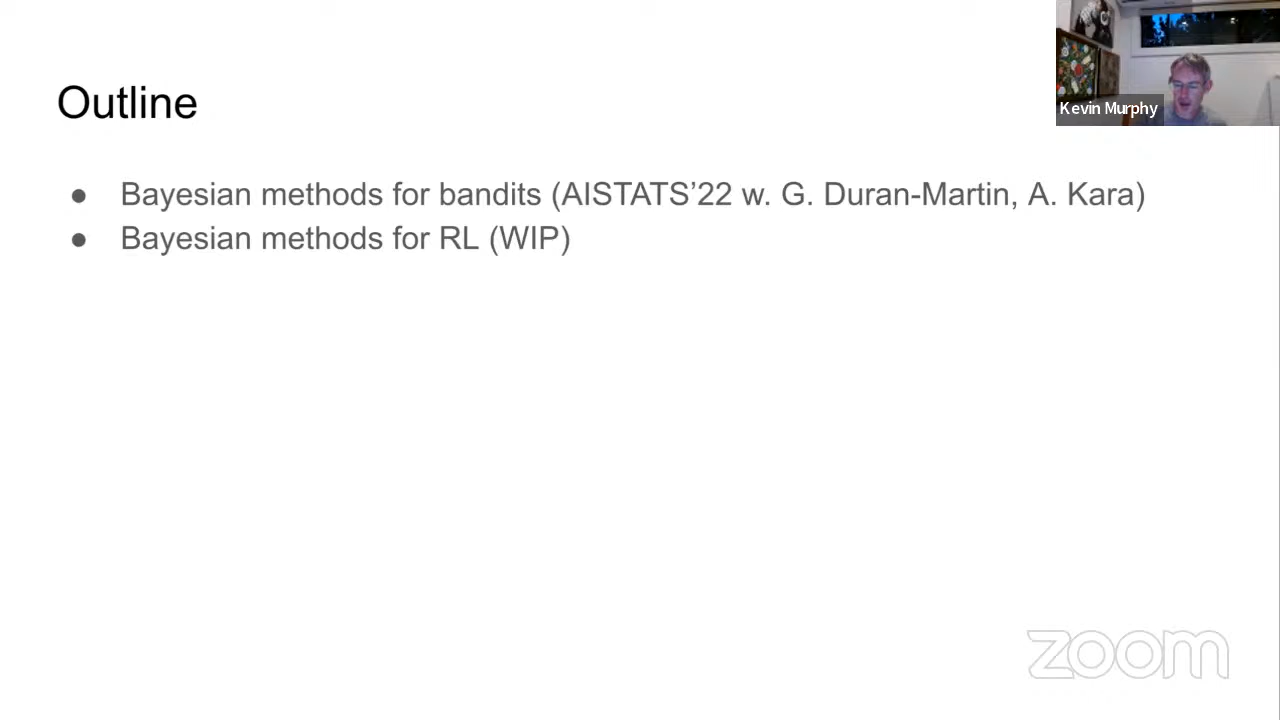 Outline
Kevin Murphy
● Bayesian methods for bandits (AISTATS’22 w. G. Duran-Martin, A. Kara)
● Bayesian methods for RL (WIP)
zoom